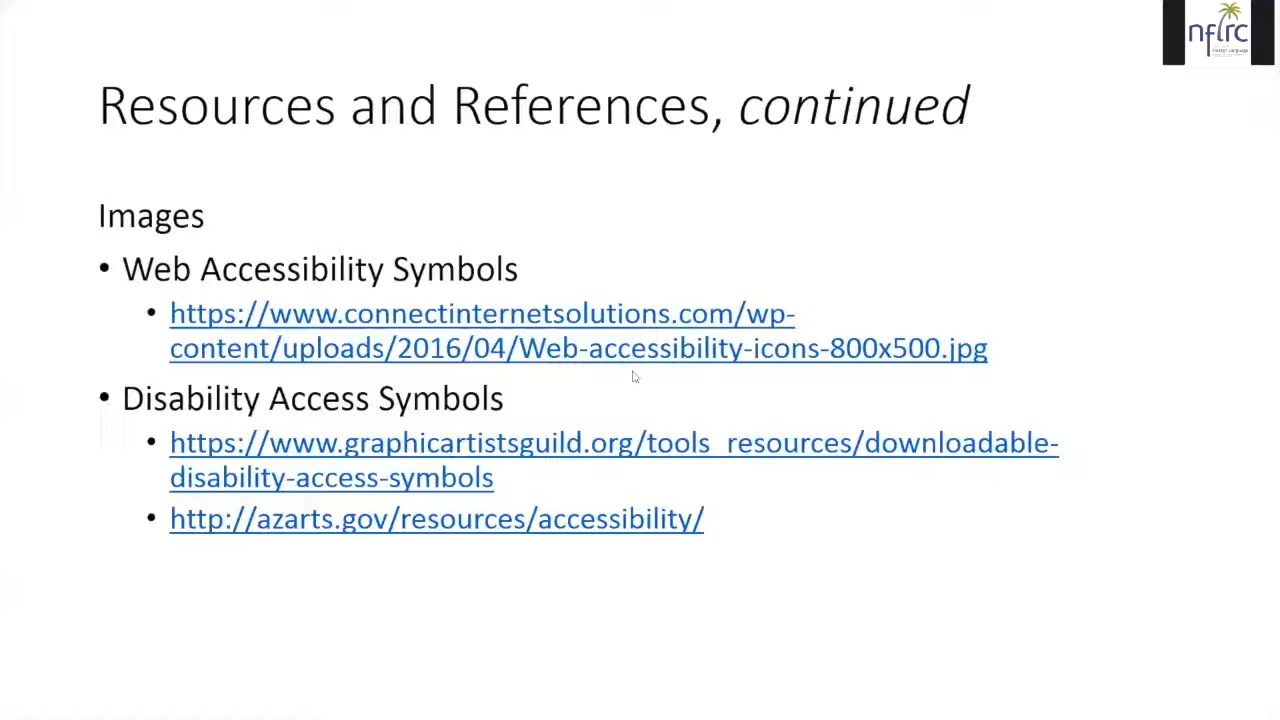 nflrc
Resources and References, continued
Images
• Web Accessibility Symbols
• https://www.connectinternetsolutions.com/wp-
content/uploads/2016/04/Web-accessibility-icons-800x500.jpg
• Disability Access Symbols
• https://www.graphicartistsguild.org/tools_resources/downloadable-
disability-access-symbols
• http://azarts.gov/resources/accessibility/